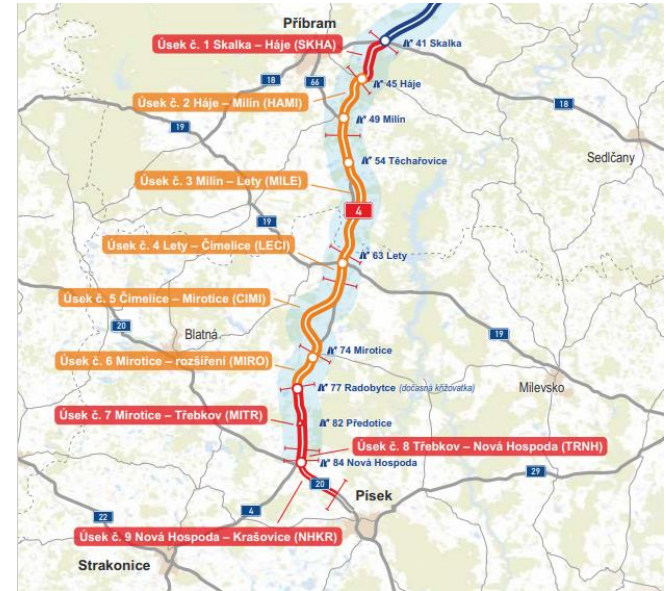 Příbram
Úsek č. 1 Skalka – Háje (SKHA)
41 Skalka
18
66
45 Háje
Úsek č. 2 Háje – Milín (HAMI)
18
49 Milín
19
Sedlčany
54 Těchařovice
Úsek č. 3 Milín – Lety (MILE)
4
19
Úsek č. 4 Lety – Čimelice (LECI)
63 Lety
Úsek č. 5 Čimelice – Mirotice (CIMI)
20
19
Blatná
74 Mirotice
Úsek č. 6 Mirotice – rozšíření (MIRO)
77 Radobytce (dočasná křižovatka)
Milevsko
Úsek č. 7 Mirotice – Třebkov (MITR)
82 Předotice
Úsek č. 8 Třebkov – Nová Hospoda (TRNH)
84 Nová Hospoda
29
20
Písek
4
22
Úsek č. 9 Nová Hospoda – Krašovice (NHKR)
Strakonice